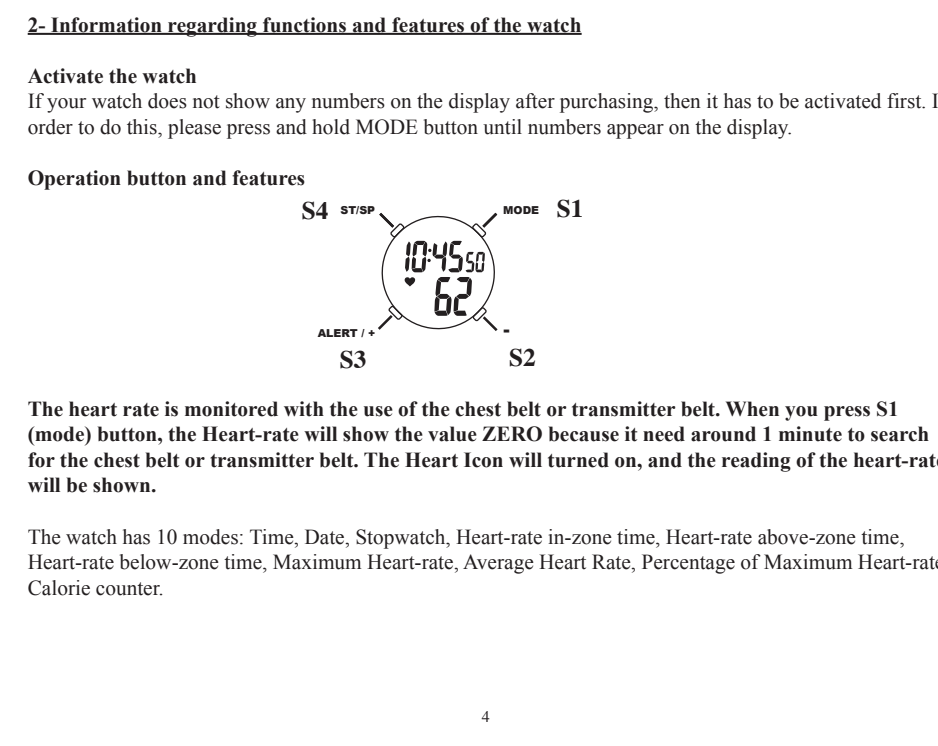 2- Information regarding functions and features of the watch
Activate the watch
If your watch does not show any numbers on the display after purchasing, then it has to be activated first. I
order to do this, please press and hold MODE button until numbers appear on the display.
Operation button and features
S4 ST/SP MODE S1
10:45 50
62
ALERT / + -
S3 S2
The heart rate is monitored with the use of the chest belt or transmitter belt. When you press S1
(mode) button, the Heart-rate will show the value ZERO because it need around 1 minute to search
for the chest belt or transmitter belt. The Heart Icon will turned on, and the reading of the heart-rate
will be shown.
The watch has 10 modes: Time, Date, Stopwatch, Heart-rate in-zone time, Heart-rate above-zone time,
Heart-rate below-zone time, Maximum Heart-rate, Average Heart Rate, Percentage of Maximum Heart-rate
Calorie counter.
4